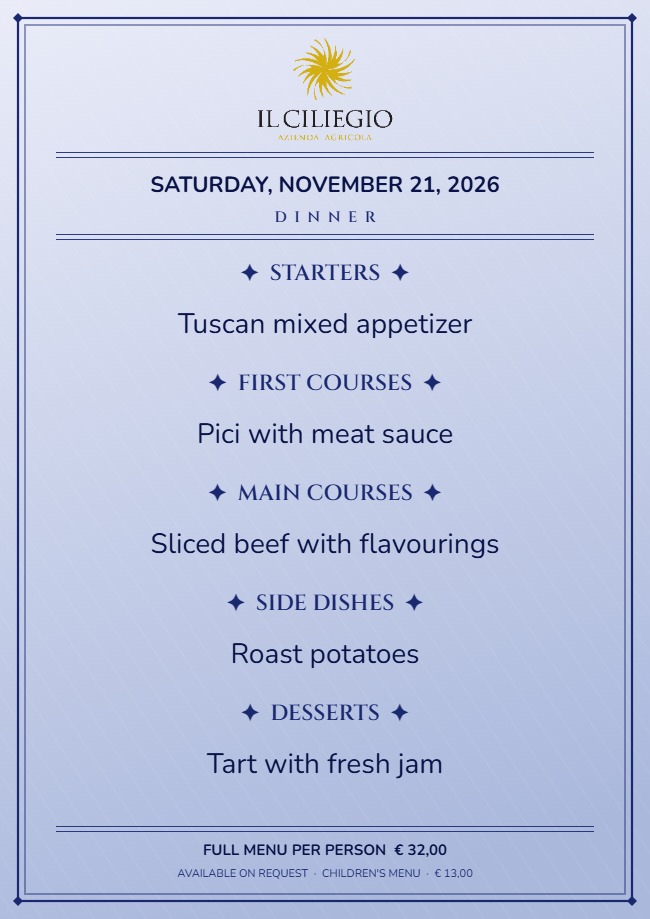 IL CILIEGIO
AZIENDA AGRICOLA
SATURDAY, NOVEMBER 21, 2026
DINNER
STARTERS
Tuscan mixed appetizer
FIRST COURSES
Pici with meat sauce
MAIN COURSES
Sliced beef with flavourings
SIDE DISHES
Roast potatoes
DESSERTS
Tart with fresh jam
FULL MENU PER PERSON € 32,00
AVAILABLE ON REQUEST · CHILDREN'S MENU · € 13,00